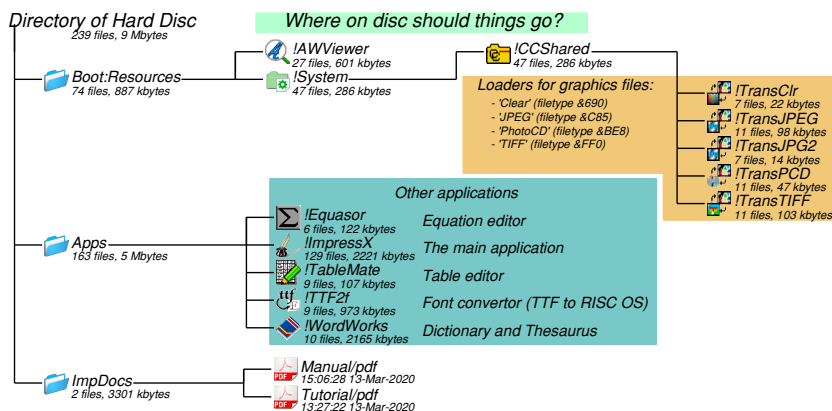 Directory of Hard Disc
239 files, 9 Mbytes
Where on disc should things go?
!AWViewer
27 files, 601 kbytes
!CCShared
47 files, 286 kbytes
Boot:Resources
74 files, 887 kbytes
!System
47 files, 286 kbytes
Loaders for graphics files:
- 'Clear' (filetype &690)
- 'JPEG' (filetype &C85)
- 'PhotoCD' (filetype &BE8)
- 'TIFF' (filetype &FF0)
!TransClr
7 files, 22 kbytes
!TransJPEG
11 files, 98 kbytes
!TransJPG2
7 files, 14 kbytes
!TransPCD
11 files, 47 kbytes
!TransTIFF
11 files, 103 kbytes
Other applications
Apps
163 files, 5 Mbytes
!Equasor
6 files, 122 kbytes
Equation editor
!ImpressX
129 files, 2221 kbytes
The main application
!TableMate
9 files, 107 kbytes
Table editor
!TTF2f
9 files, 973 kbytes
Font convertor (TTF to RISC OS)
!WordWorks
10 files, 2165 kbytes
Dictionary and Thesaurus
ImpDocs
2 files, 3301 kbytes
PDF
Manual/pdf
15:06:28 13-Mar-2020
PDF
Tutorial/pdf
13:27:22 13-Mar-2020